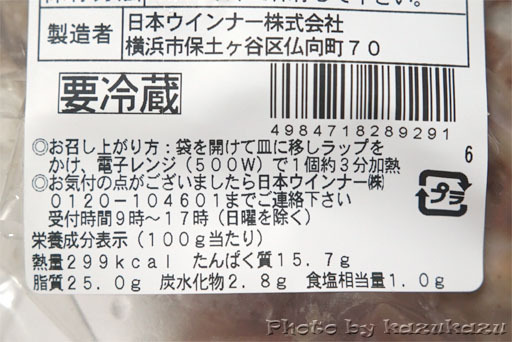 製造者
日本ウインナー株式会社
横浜市保土ヶ谷区仏向町70
要冷蔵
4984718289291
◎お召し上がり方:袋を開けて皿に移しラップを
かけ、電子レンジ(500W)で1個約3分加熱
6
◎お気付の点がございましたら日本ウインナー㈱
0120-104601までご連絡下さい
受付時間9時～17時(日曜を除く)
プラ
栄養成分表示(100g当たり)
熱量299kcal たんぱく質15.7g
脂質25.0g 炭水化物2.8g 食塩相当量1.0g
Photo by kazukazu